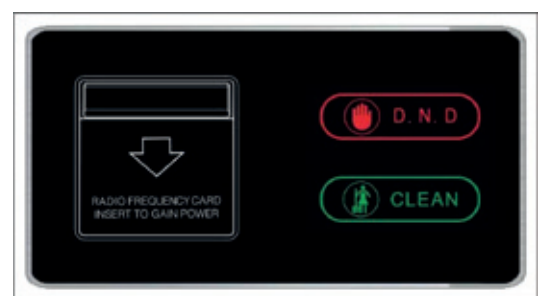 RADIO FREQUENCY CARD
INSERT TO GAIN POWER
D. N. D
CLEAN